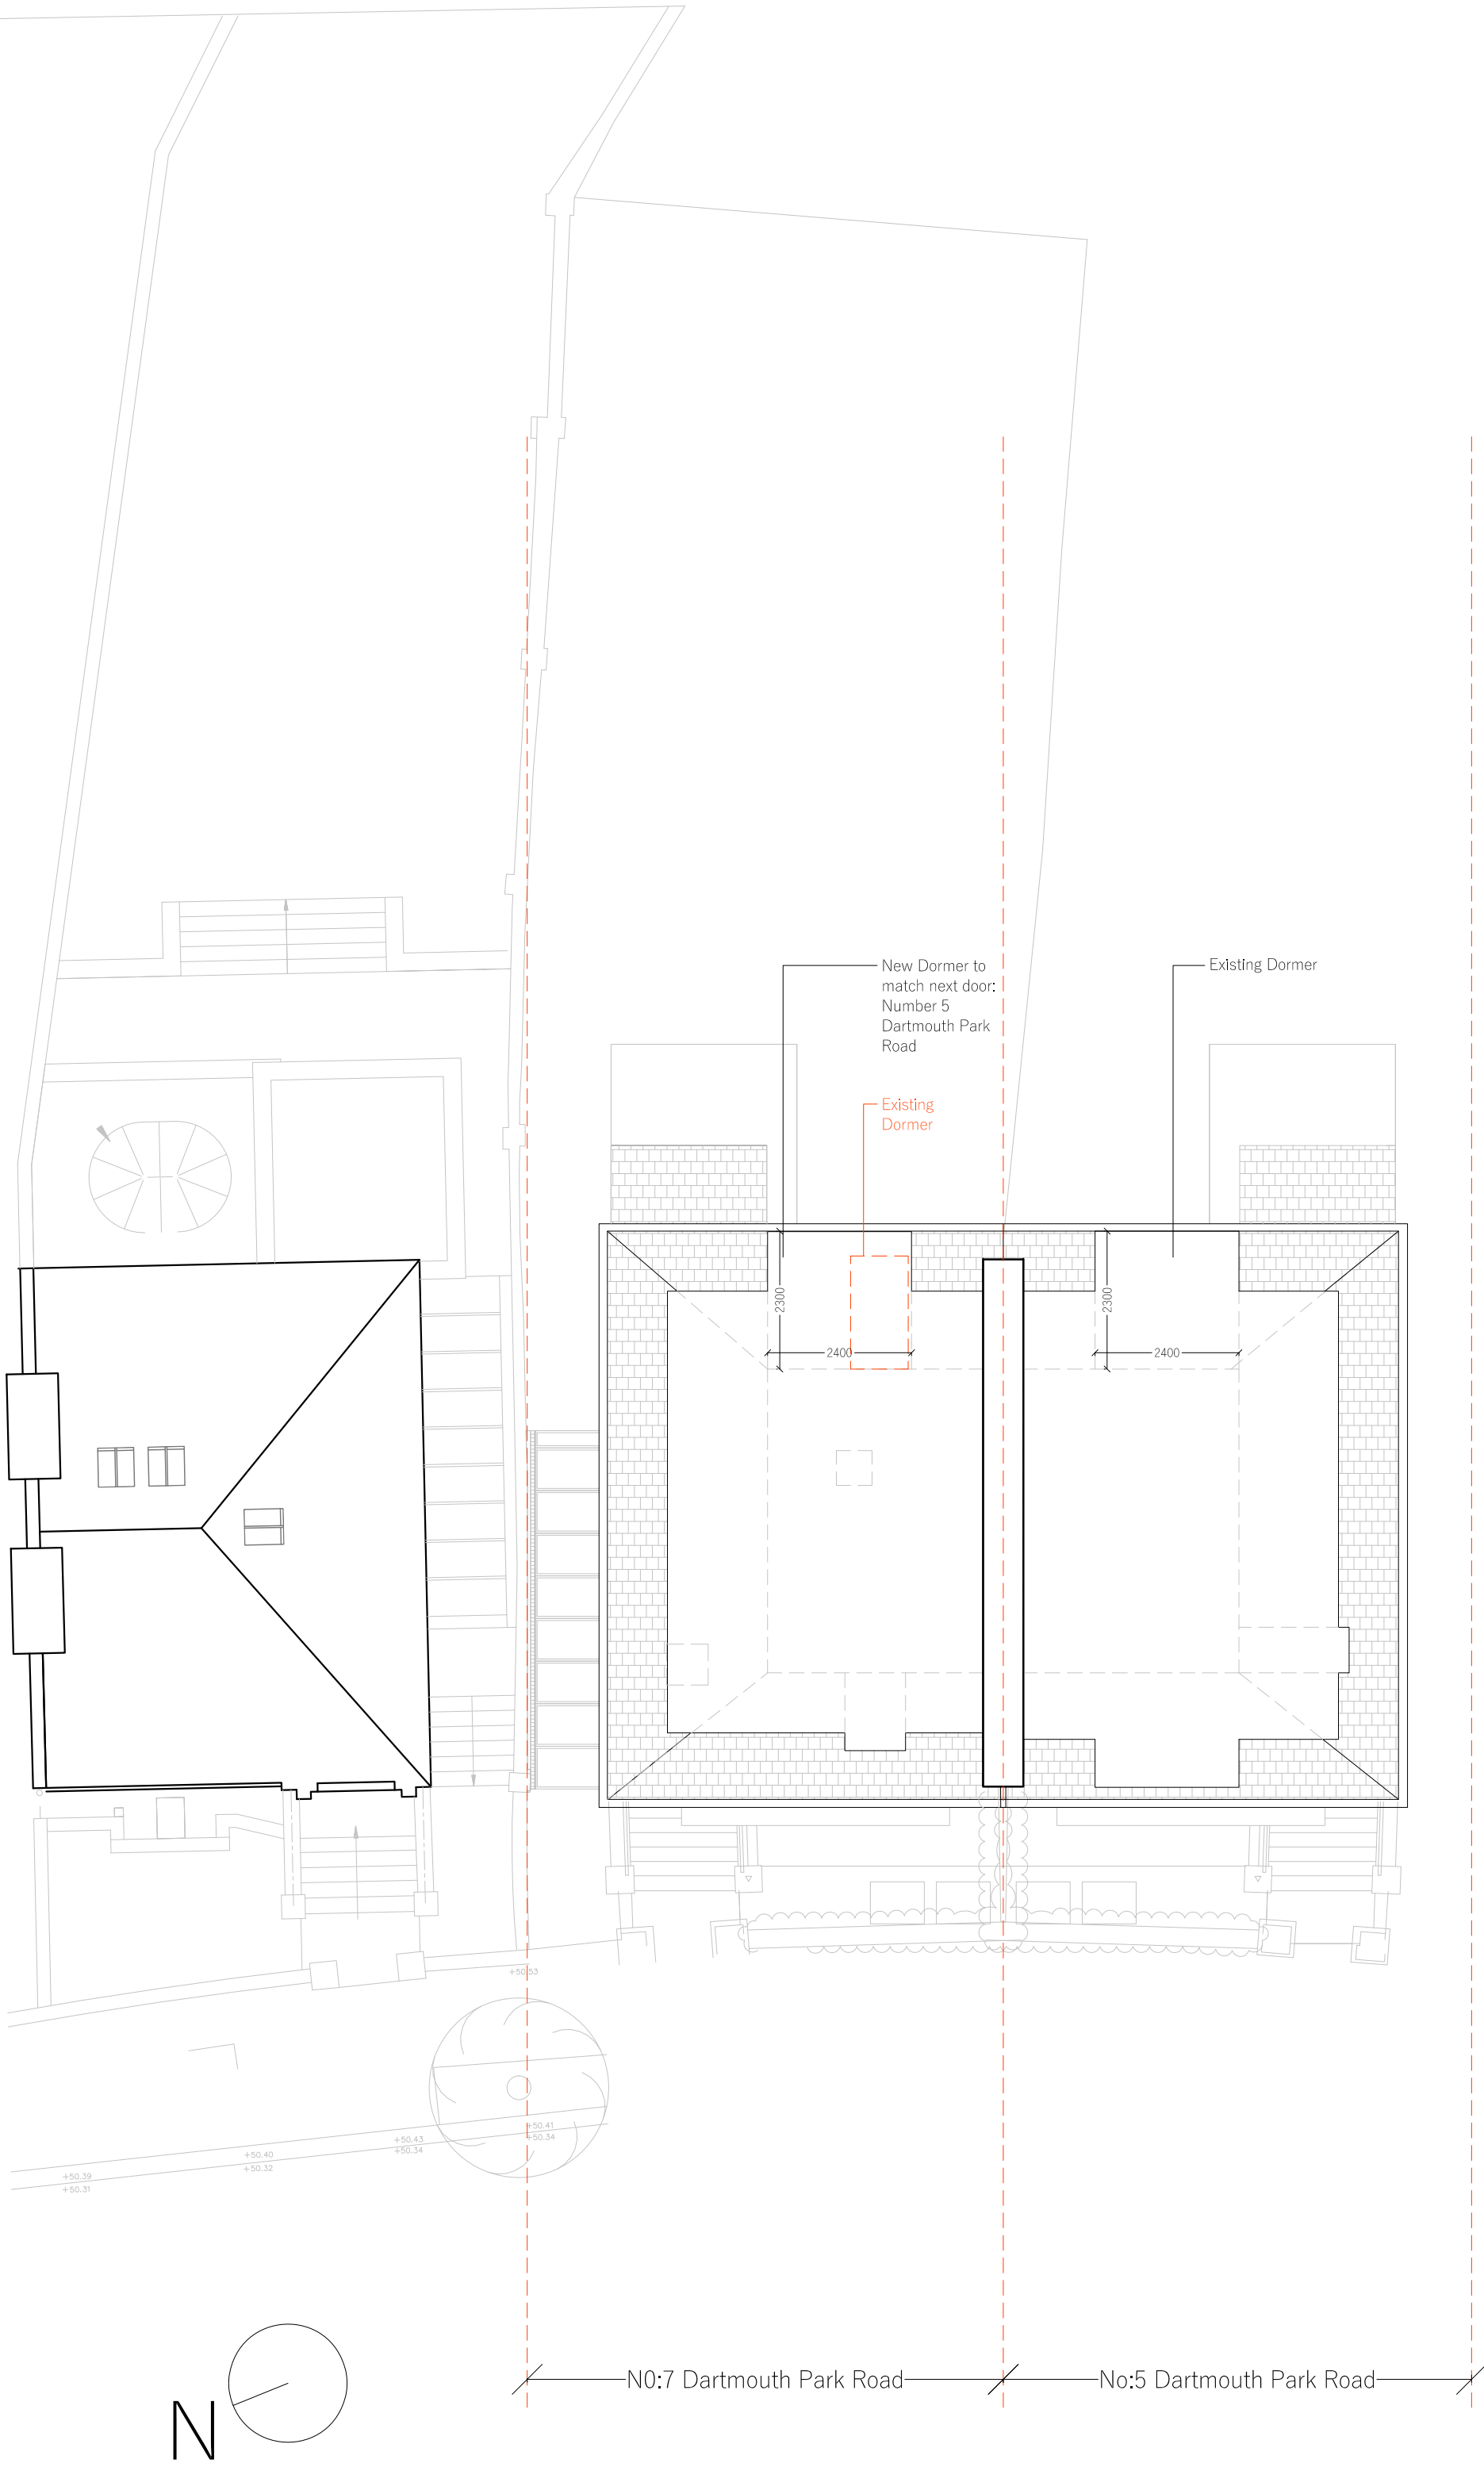 New Dormer to
match next door:
Number 5
Dartmouth Park
Road
Existing Dormer
Existing
Dormer
2300
2300
2400
2400
+50.53
+50.41
+50.34
+50.43
+50.34
+50.40
+50.32
+50.39
+50.31
N0:7 Dartmouth Park Road
No:5 Dartmouth Park Road
N